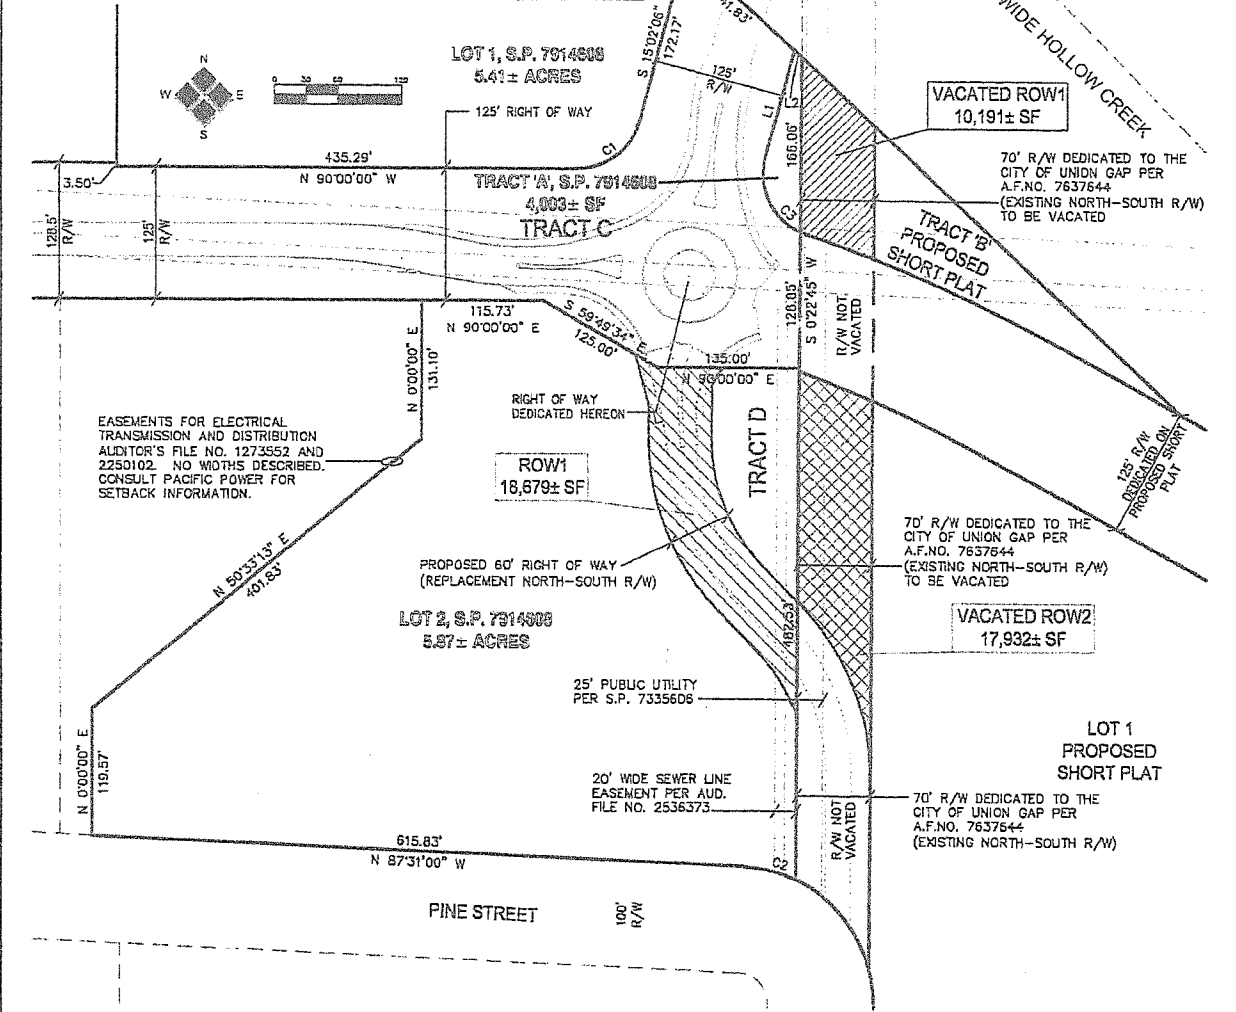 LOT 1, S.P. 7914608
5.41± ACRES
N
W
E
S
0
30
60
120
125' RIGHT OF WAY
435.29'
N 90°00'00" W
3.50'
128.5'
R/W
125'
R/W
C1
S 15°02'06" E
172.17'
125'
R/W
L1
L2
166.06'
WIDE HOLLOW CREEK
VACATED ROW1
10,191± SF
70' R/W DEDICATED TO THE
CITY OF UNION GAP PER
A.F.NO. 7637644
(EXISTING NORTH-SOUTH R/W)
TO BE VACATED
TRACT 'A', S.P. 7914608
4,003± SF
TRACT C
C3
TRACT 'B'
PROPOSED
SHORT PLAT
115.73'
N 90°00'00" E
S 59°49'34" E
125.00'
128.05'
S 0°22'45" W
R/W NOT
VACATED
135.00'
N 90°00'00" E
N 0°00'00" E
131.10'
RIGHT OF WAY
DEDICATED HEREON
EASEMENTS FOR ELECTRICAL
TRANSMISSION AND DISTRIBUTION
AUDITOR'S FILE NO. 1273552 AND
2250102. NO WIDTHS DESCRIBED.
CONSULT PACIFIC POWER FOR
SETBACK INFORMATION.
ROW1
18,679± SF
TRACT D
125' R/W
DEDICATED ON
PROPOSED SHORT
PLAT
70' R/W DEDICATED TO THE
CITY OF UNION GAP PER
A.F.NO. 7637644
(EXISTING NORTH-SOUTH R/W)
TO BE VACATED
N 50°33'13" E
401.83'
PROPOSED 60' RIGHT OF WAY
(REPLACEMENT NORTH-SOUTH R/W)
LOT 2, S.P. 7914608
5.87± ACRES
VACATED ROW2
17,932± SF
25' PUBLIC UTILITY
PER S.P. 7335606
LOT 1
PROPOSED
SHORT PLAT
N 0°00'00" E
119.57'
20' WIDE SEWER LINE
EASEMENT PER AUD.
FILE NO. 2536373
70' R/W DEDICATED TO THE
CITY OF UNION GAP PER
A.F.NO. 7637644
(EXISTING NORTH-SOUTH R/W)
R/W NOT
VACATED
615.83'
N 87°31'00" W
C2
PINE STREET
100'
R/W